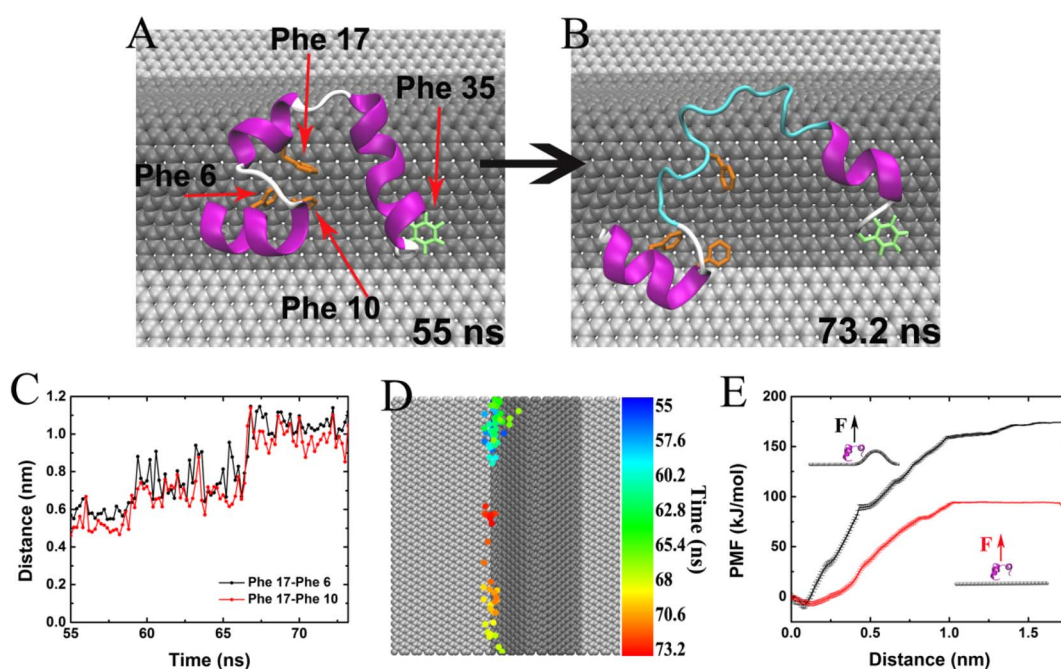 A
Phe 17
Phe 35
Phe 6
Phe 10
55 ns
B
73.2 ns
C
1.2
1.0
0.8
0.6
0.4
0.2
0.0
55
60
65
70
Distance (nm)
Time (ns)
Phe 17-Phe 6
Phe 17-Phe 10
D
55
57.6
60.2
62.8
65.4
68
70.6
73.2
Time (ns)
E
200
150
100
50
0
0.0
0.5
1.0
1.5
PMF (kJ/mol)
Distance (nm)
F
F